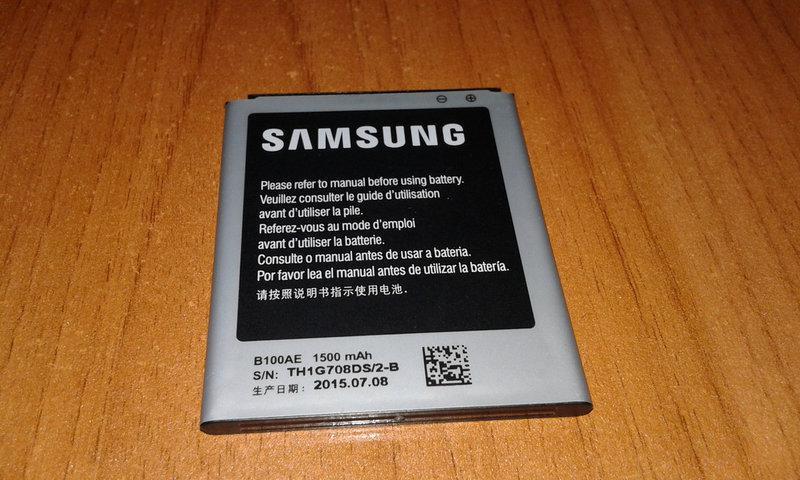 SAMSUNG
Please refer to manual before using battery.
Veuillez consulter le guide d'utilisation
avant d'utiliser la pile.
Referez-vous au mode d'emploi
avant d'utiliser la batterie.
Consulte o manual antes de usar a bateria.
Por favor lea el manual antes de utilizar la batería.
请按照说明书指示使用电池.
B100AE 1500 mAh
S/N: TH1G708DS/2-B
生产日期: 2015.07.08